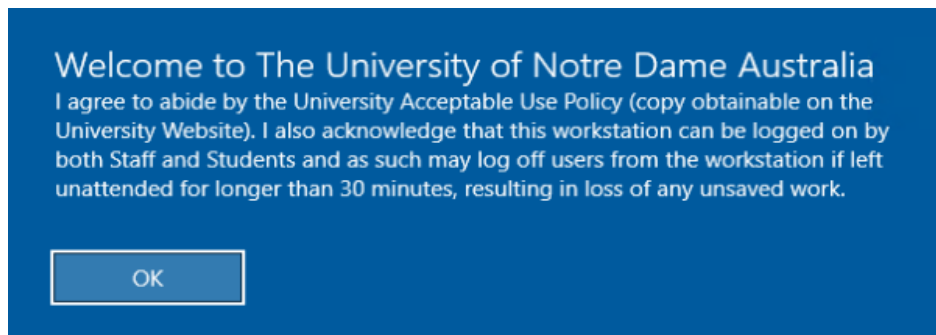 Welcome to The University of Notre Dame Australia
I agree to abide by the University Acceptable Use Policy (copy obtainable on the
University Website). I also acknowledge that this workstation can be logged on by
both Staff and Students and as such may log off users from the workstation if left
unattended for longer than 30 minutes, resulting in loss of any unsaved work.
OK